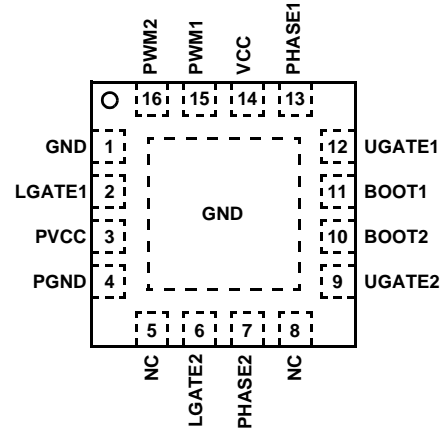 PWM2 PWM1 VCC PHASE1
16 15 14 13
GND 1 12 UGATE1
LGATE1 2 11 BOOT1
GND
PVCC 3 10 BOOT2
PGND 4 9 UGATE2
5 6 7 8
NC LGATE2 PHASE2 NC